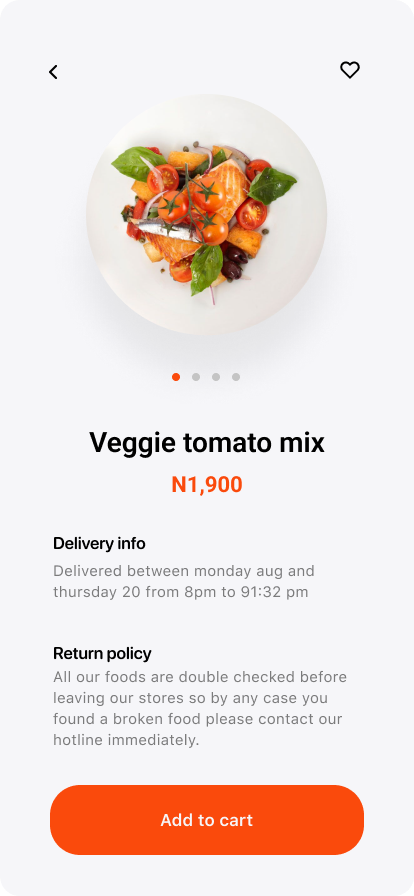 Veggie tomato mix
N1,900
Delivery info
Delivered between monday aug and
thursday 20 from 8pm to 91:32 pm
Return policy
All our foods are double checked before
leaving our stores so by any case you
found a broken food please contact our
hotline immediately.
Add to cart